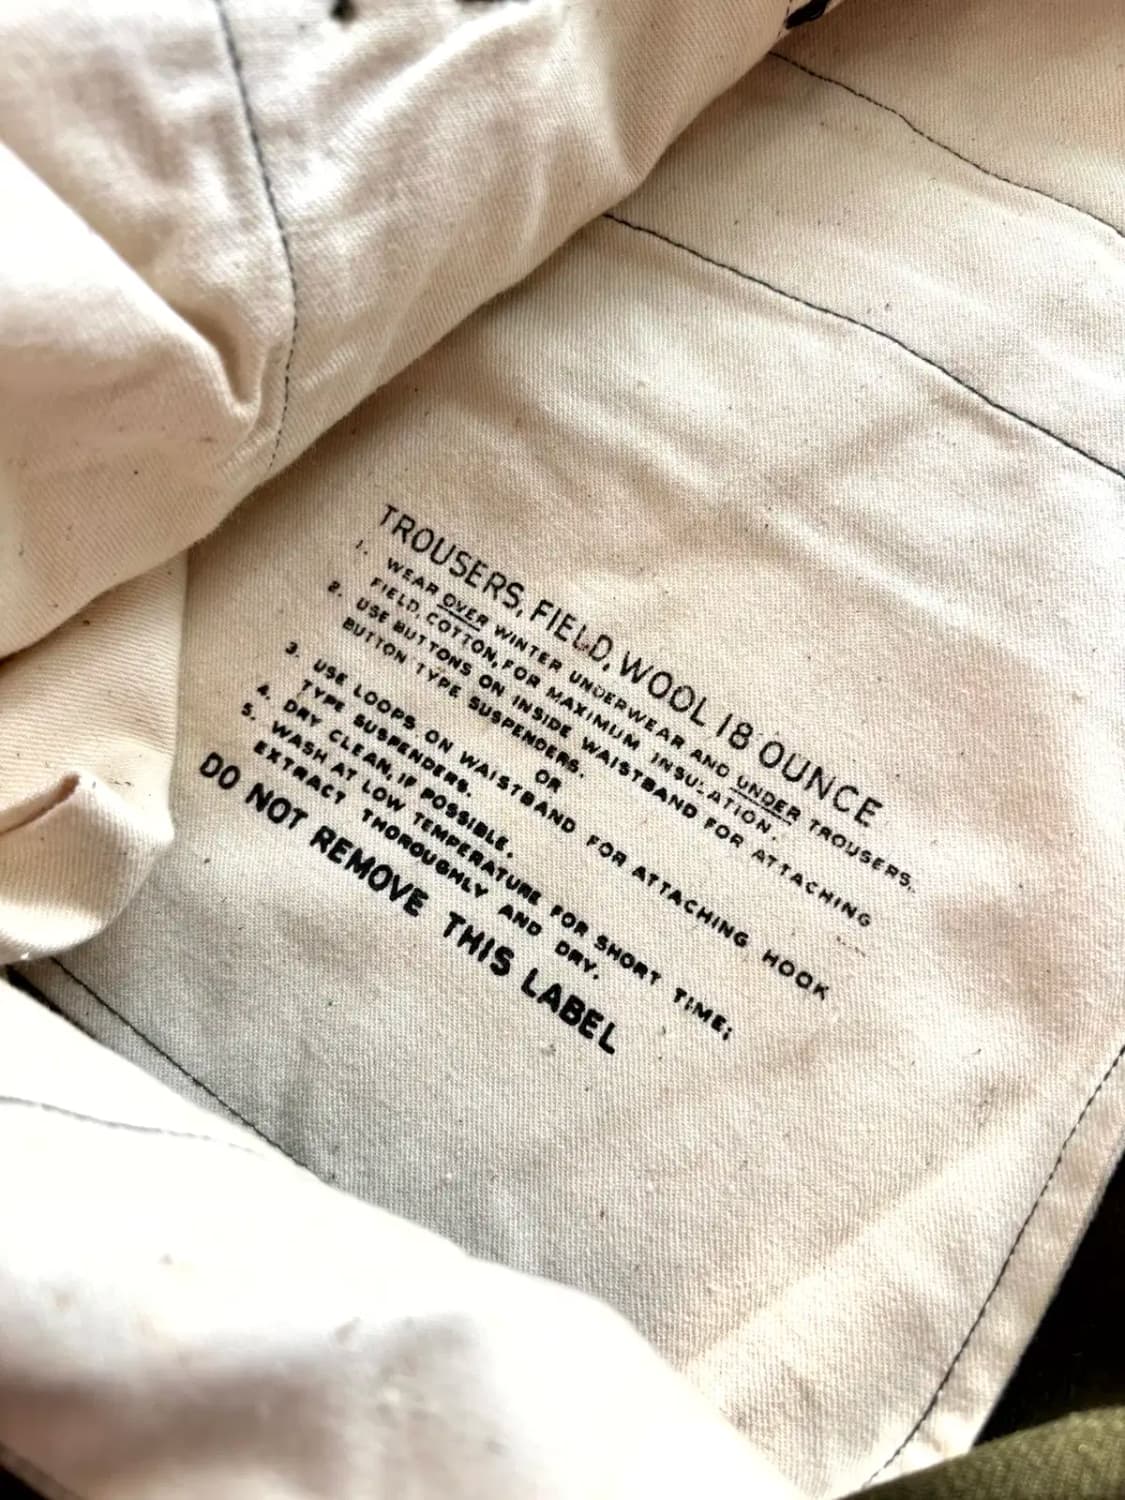 TROUSERS, FIELD, WOOL 18 OUNCE
1. WEAR OVER WINTER UNDERWEAR AND UNDER TROUSERS,
FIELD, COTTON, FOR MAXIMUM INSULATION.
2. USE BUTTONS ON INSIDE WAISTBAND FOR ATTACHING
BUTTON TYPE SUSPENDERS.
OR
3. USE LOOPS ON WAISTBAND FOR ATTACHING HOOK
TYPE SUSPENDERS.
4. DRY CLEAN, IF POSSIBLE.
5. WASH AT LOW TEMPERATURE FOR SHORT TIME;
EXTRACT THOROUGHLY AND DRY.
DO NOT REMOVE THIS LABEL